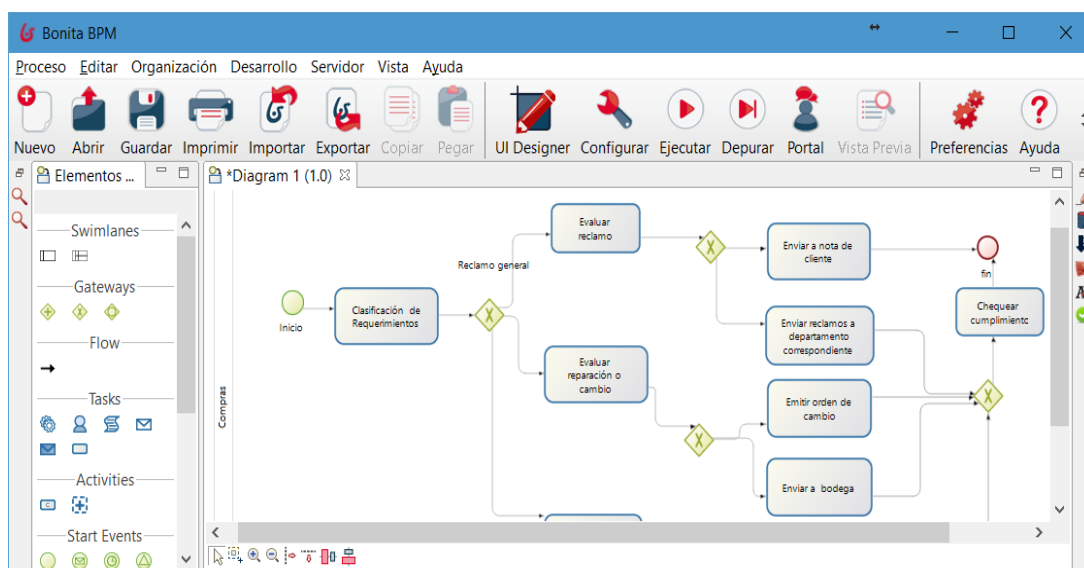 Bonita BPM
Proceso Editar Organización Desarrollo Servidor Vista Ayuda
Nuevo Abrir Guardar Imprimir Importar Exportar Copiar Pegar UI Designer Configurar Ejecutar Depurar Portal Vista Previa Preferencias Ayuda
Elementos ...
*Diagram 1 (1.0)
Swimlanes
Gateways
Flow
Tasks
Activities
Start Events
Compras
Inicio
Clasificación de
Requerimientos
Reclamo general
Evaluar
reclamo
Evaluar
reparación o
cambio
Enviar a nota de
cliente
Enviar reclamos a
departamento
correspondiente
Emitir orden de
cambio
Enviar a bodega
fin
Chequear
cumplimiento